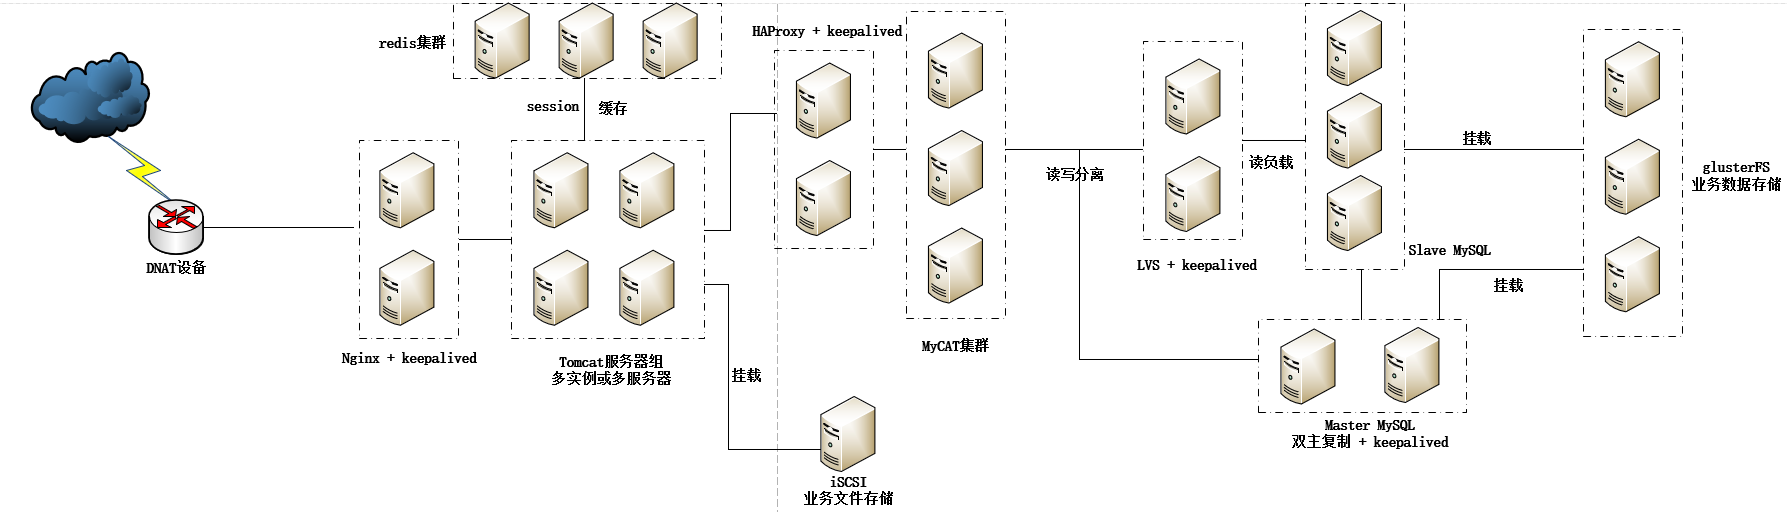 redis集群
session
缓存
DNAT设备
Nginx + keepalived
Tomcat服务器组
多实例或多服务器
挂载
iSCSI
业务文件存储
HAProxy + keepalived
MyCAT集群
读写分离
LVS + keepalived
读负载
Slave MySQL
挂载
挂载
Master MySQL
双主复制 + keepalived
glusterFS
业务数据存储